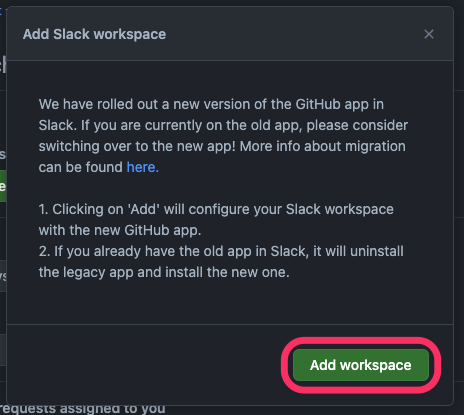 Add Slack workspace
We have rolled out a new version of the GitHub app in
Slack. If you are currently on the old app, please consider
switching over to the new app! More info about migration
can be found here.
1. Clicking on 'Add' will configure your Slack workspace
with the new GitHub app.
2. If you already have the old app in Slack, it will uninstall
the legacy app and install the new one.
Add workspace
requests assigned to you